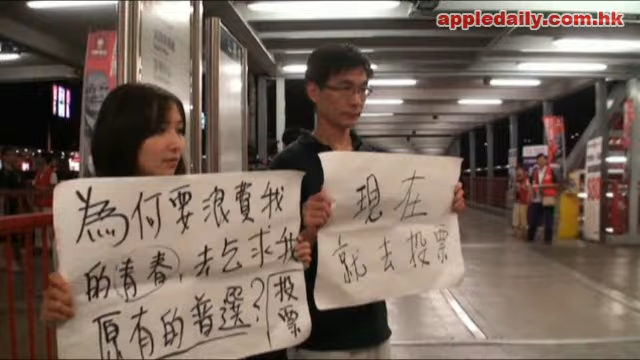 appledaily.com.hk
為何要浪費我
的青春，去乞求我
原有的普選？
投票
現在
就去投票